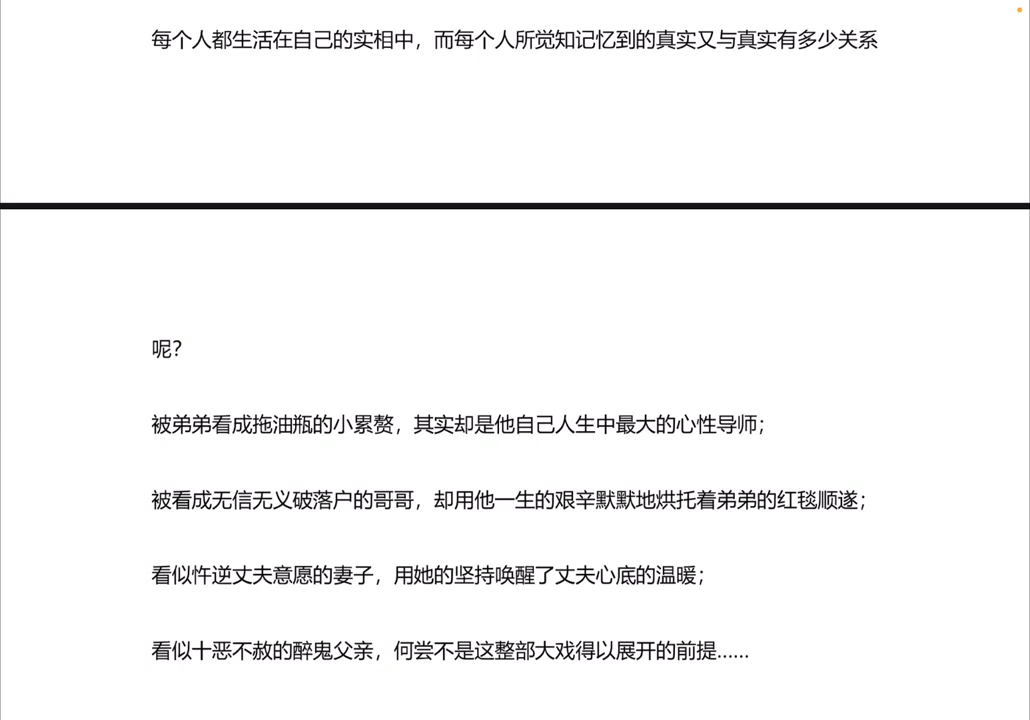 每个人都生活在自己的实相中，而每个人所觉知记忆到的真实又与真实有多少关系
呢？
被弟弟看成拖油瓶的小累赘，其实却是他自己人生中最大的心性导师；
被看成无信无义破落户的哥哥，却用他一生的艰辛默默地烘托着弟弟的红毯顺遂；
看似忤逆丈夫意愿的妻子，用她的坚持唤醒了丈夫心底的温暖；
看似十恶不赦的醉鬼父亲，何尝不是这整部大戏得以展开的前提……